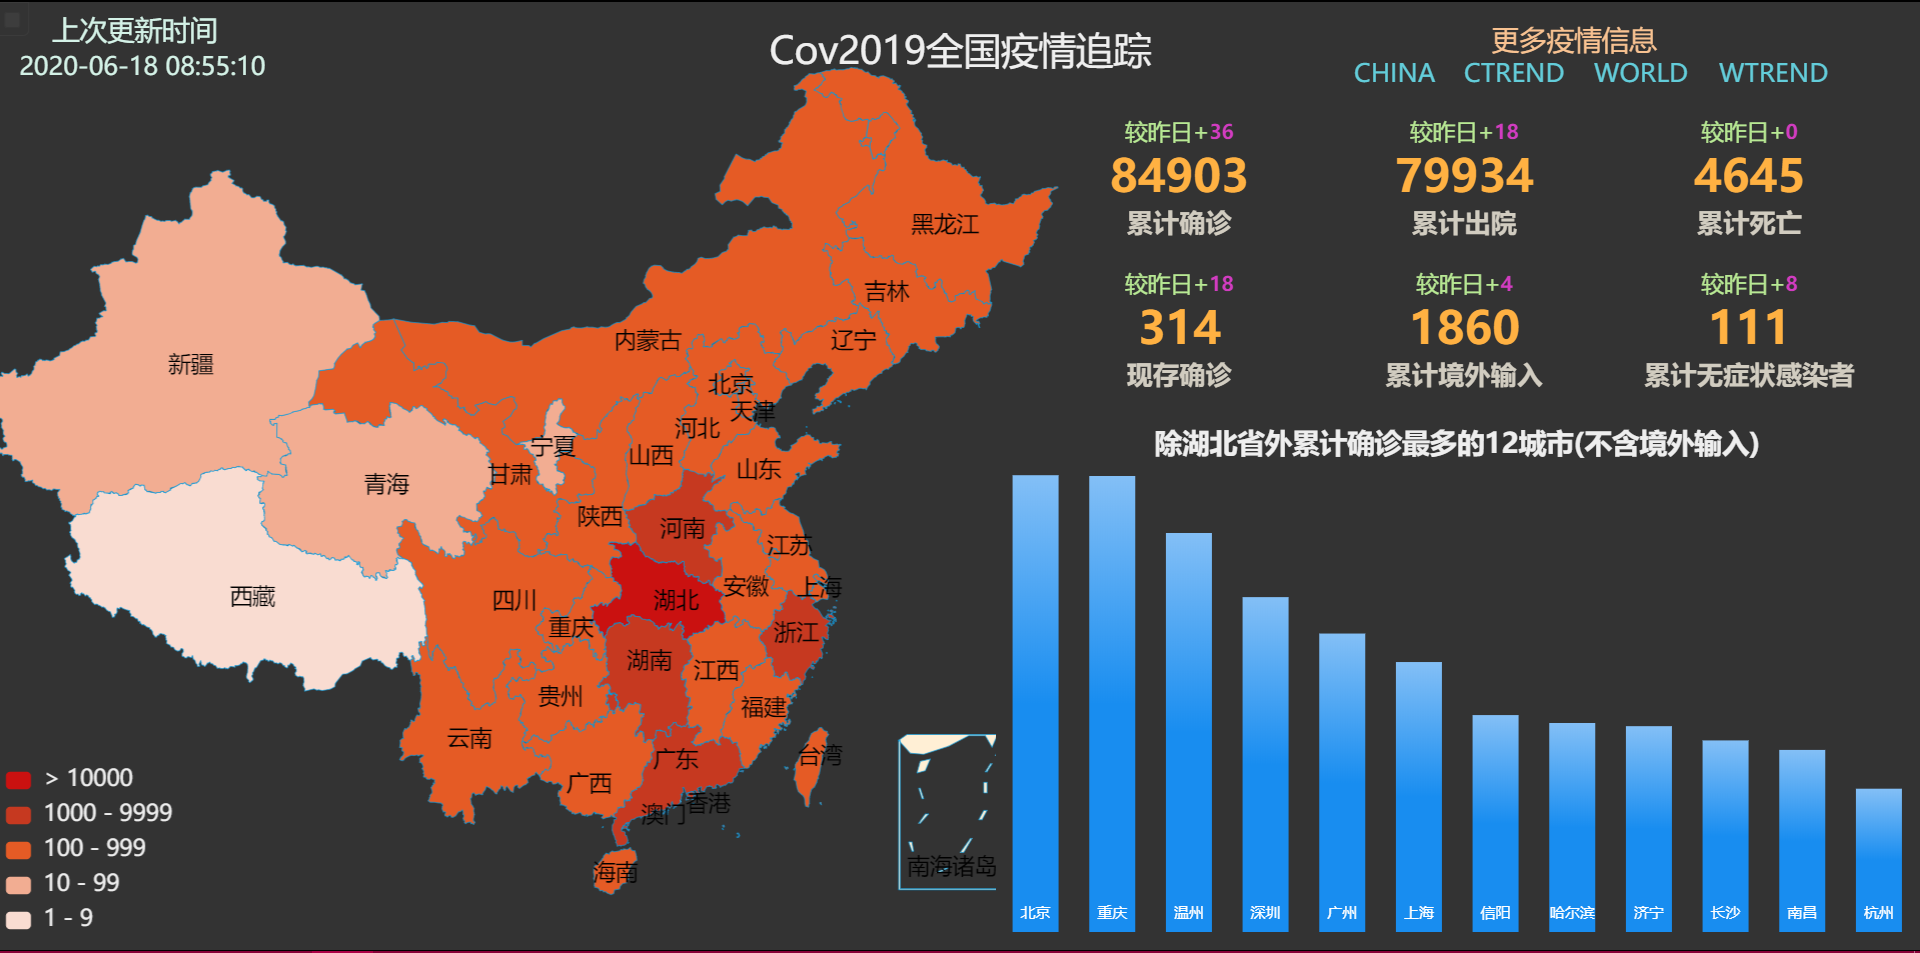 上次更新时间
2020-06-18 08:55:10
Cov2019全国疫情追踪
更多疫情信息
CHINA CTREND WORLD WTREND
较昨日+36
84903
累计确诊
较昨日+18
79934
累计出院
较昨日+0
4645
累计死亡
较昨日+18
314
现存确诊
较昨日+4
1860
累计境外输入
较昨日+8
111
累计无症状感染者
黑龙江
吉林
内蒙古
辽宁
新疆
北京
天津
河北
宁夏
山西
山东
甘肃
青海
陕西
河南
江苏
安徽
上海
西藏
四川
湖北
重庆
浙江
湖南
江西
贵州
福建
云南
广东
台湾
广西
香港
澳门
海南
南海诸岛
> 10000
1000 - 9999
100 - 999
10 - 99
1 - 9
除湖北省外累计确诊最多的12城市(不含境外输入)
北京
重庆
温州
深圳
广州
上海
信阳
哈尔滨
济宁
长沙
南昌
杭州